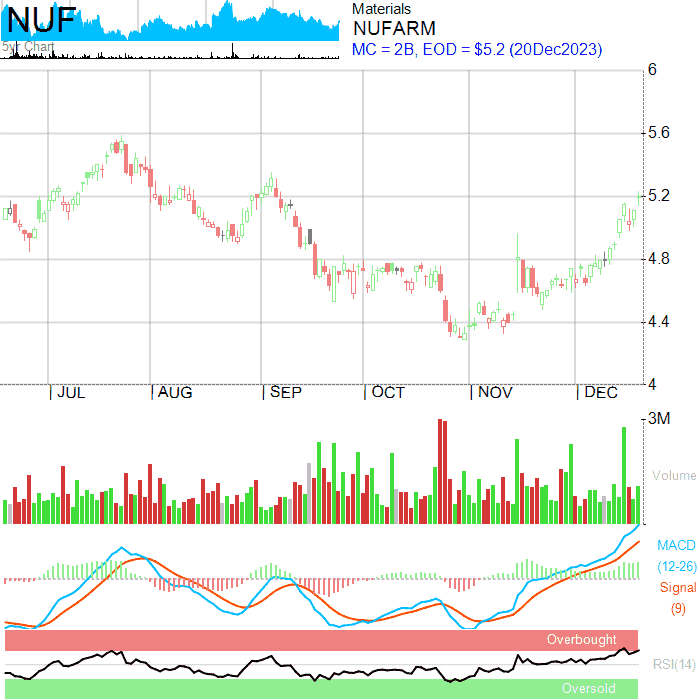 NUF
5yr Chart
Materials
NUFARM
MC = 2B, EOD = $5.2 (20Dec2023)
6
5.6
5.2
4.8
4.4
4
JUL AUG SEP OCT NOV DEC
3M
Volume
MACD
(12-26)
Signal
(9)
Overbought
RSI(14)
Oversold